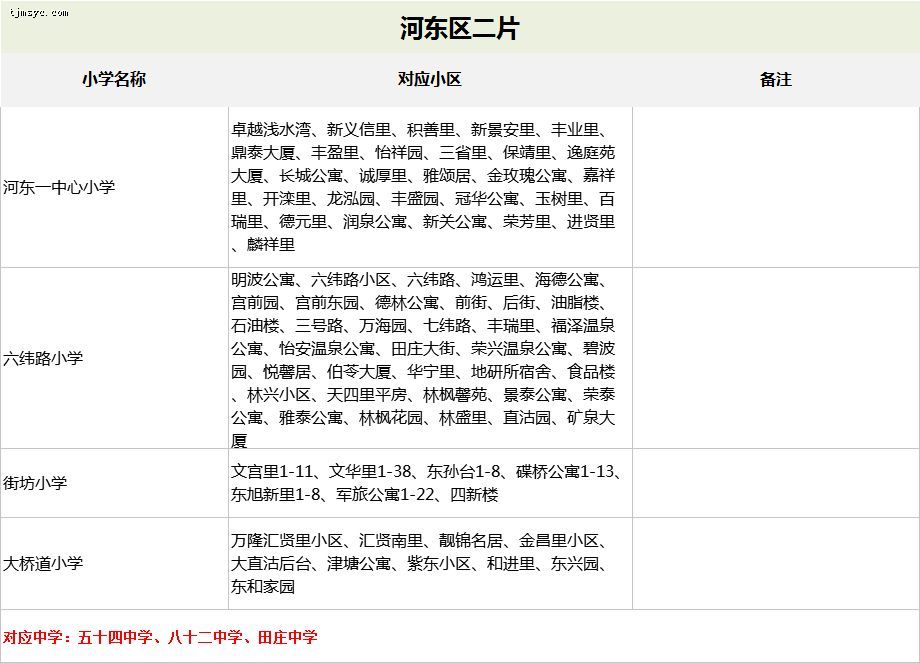 tjmsyc.com
河东区二片
小学名称 对应小区 备注
卓越浅水湾、新义信里、积善里、新景安里、丰业里、
鼎泰大厦、丰盈里、怡祥园、三省里、保靖里、逸庭苑
大厦、长城公寓、诚厚里、雅颂居、金玫瑰公寓、嘉祥
河东一中心小学
里、开滦里、龙泓园、丰盛园、冠华公寓、玉树里、百
瑞里、德元里、润泉公寓、新关公寓、荣芳里、进贤里
、麟祥里
明波公寓、六纬路小区、六纬路、鸿运里、海德公寓、
宫前园、宫前东园、德林公寓、前街、后街、油脂楼、
石油楼、三号路、万海园、七纬路、丰瑞里、福泽温泉
公寓、怡安温泉公寓、田庄大街、荣兴温泉公寓、碧波
六纬路小学
园、悦馨居、伯苓大厦、华宁里、地研所宿舍、食品楼
、林兴小区、天四里平房、林枫馨苑、景泰公寓、荣泰
公寓、雅泰公寓、林枫花园、林盛里、直沽园、矿泉大
厦
文宫里1-11、文华里1-38、东孙台1-8、碟桥公寓1-13、
街坊小学
东旭新里1-8、军旅公寓1-22、四新楼
万隆汇贤里小区、汇贤南里、靓锦名居、金昌里小区、
大桥道小学
大直沽后台、津塘公寓、紫东小区、和进里、东兴园、
东和家园
对应中学：五十四中学、八十二中学、田庄中学